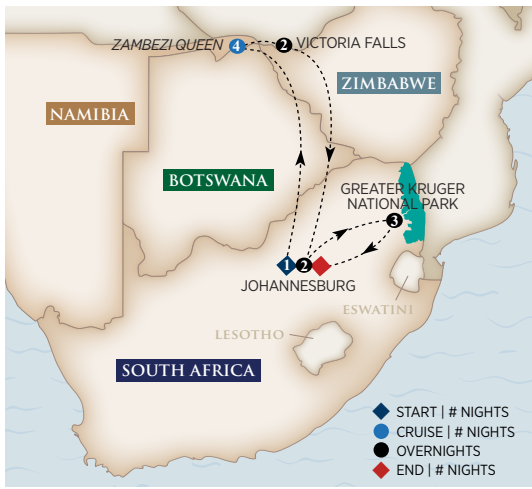 ZAMBEZI QUEEN 4 2 VICTORIA FALLS
ZIMBABWE
NAMIBIA
BOTSWANA
GREATER KRUGER
NATIONAL PARK
3
1 2
JOHANNESBURG
ESWATINI
LESOTHO
SOUTH AFRICA
START | # NIGHTS
CRUISE | # NIGHTS
OVERNIGHTS
END | # NIGHTS